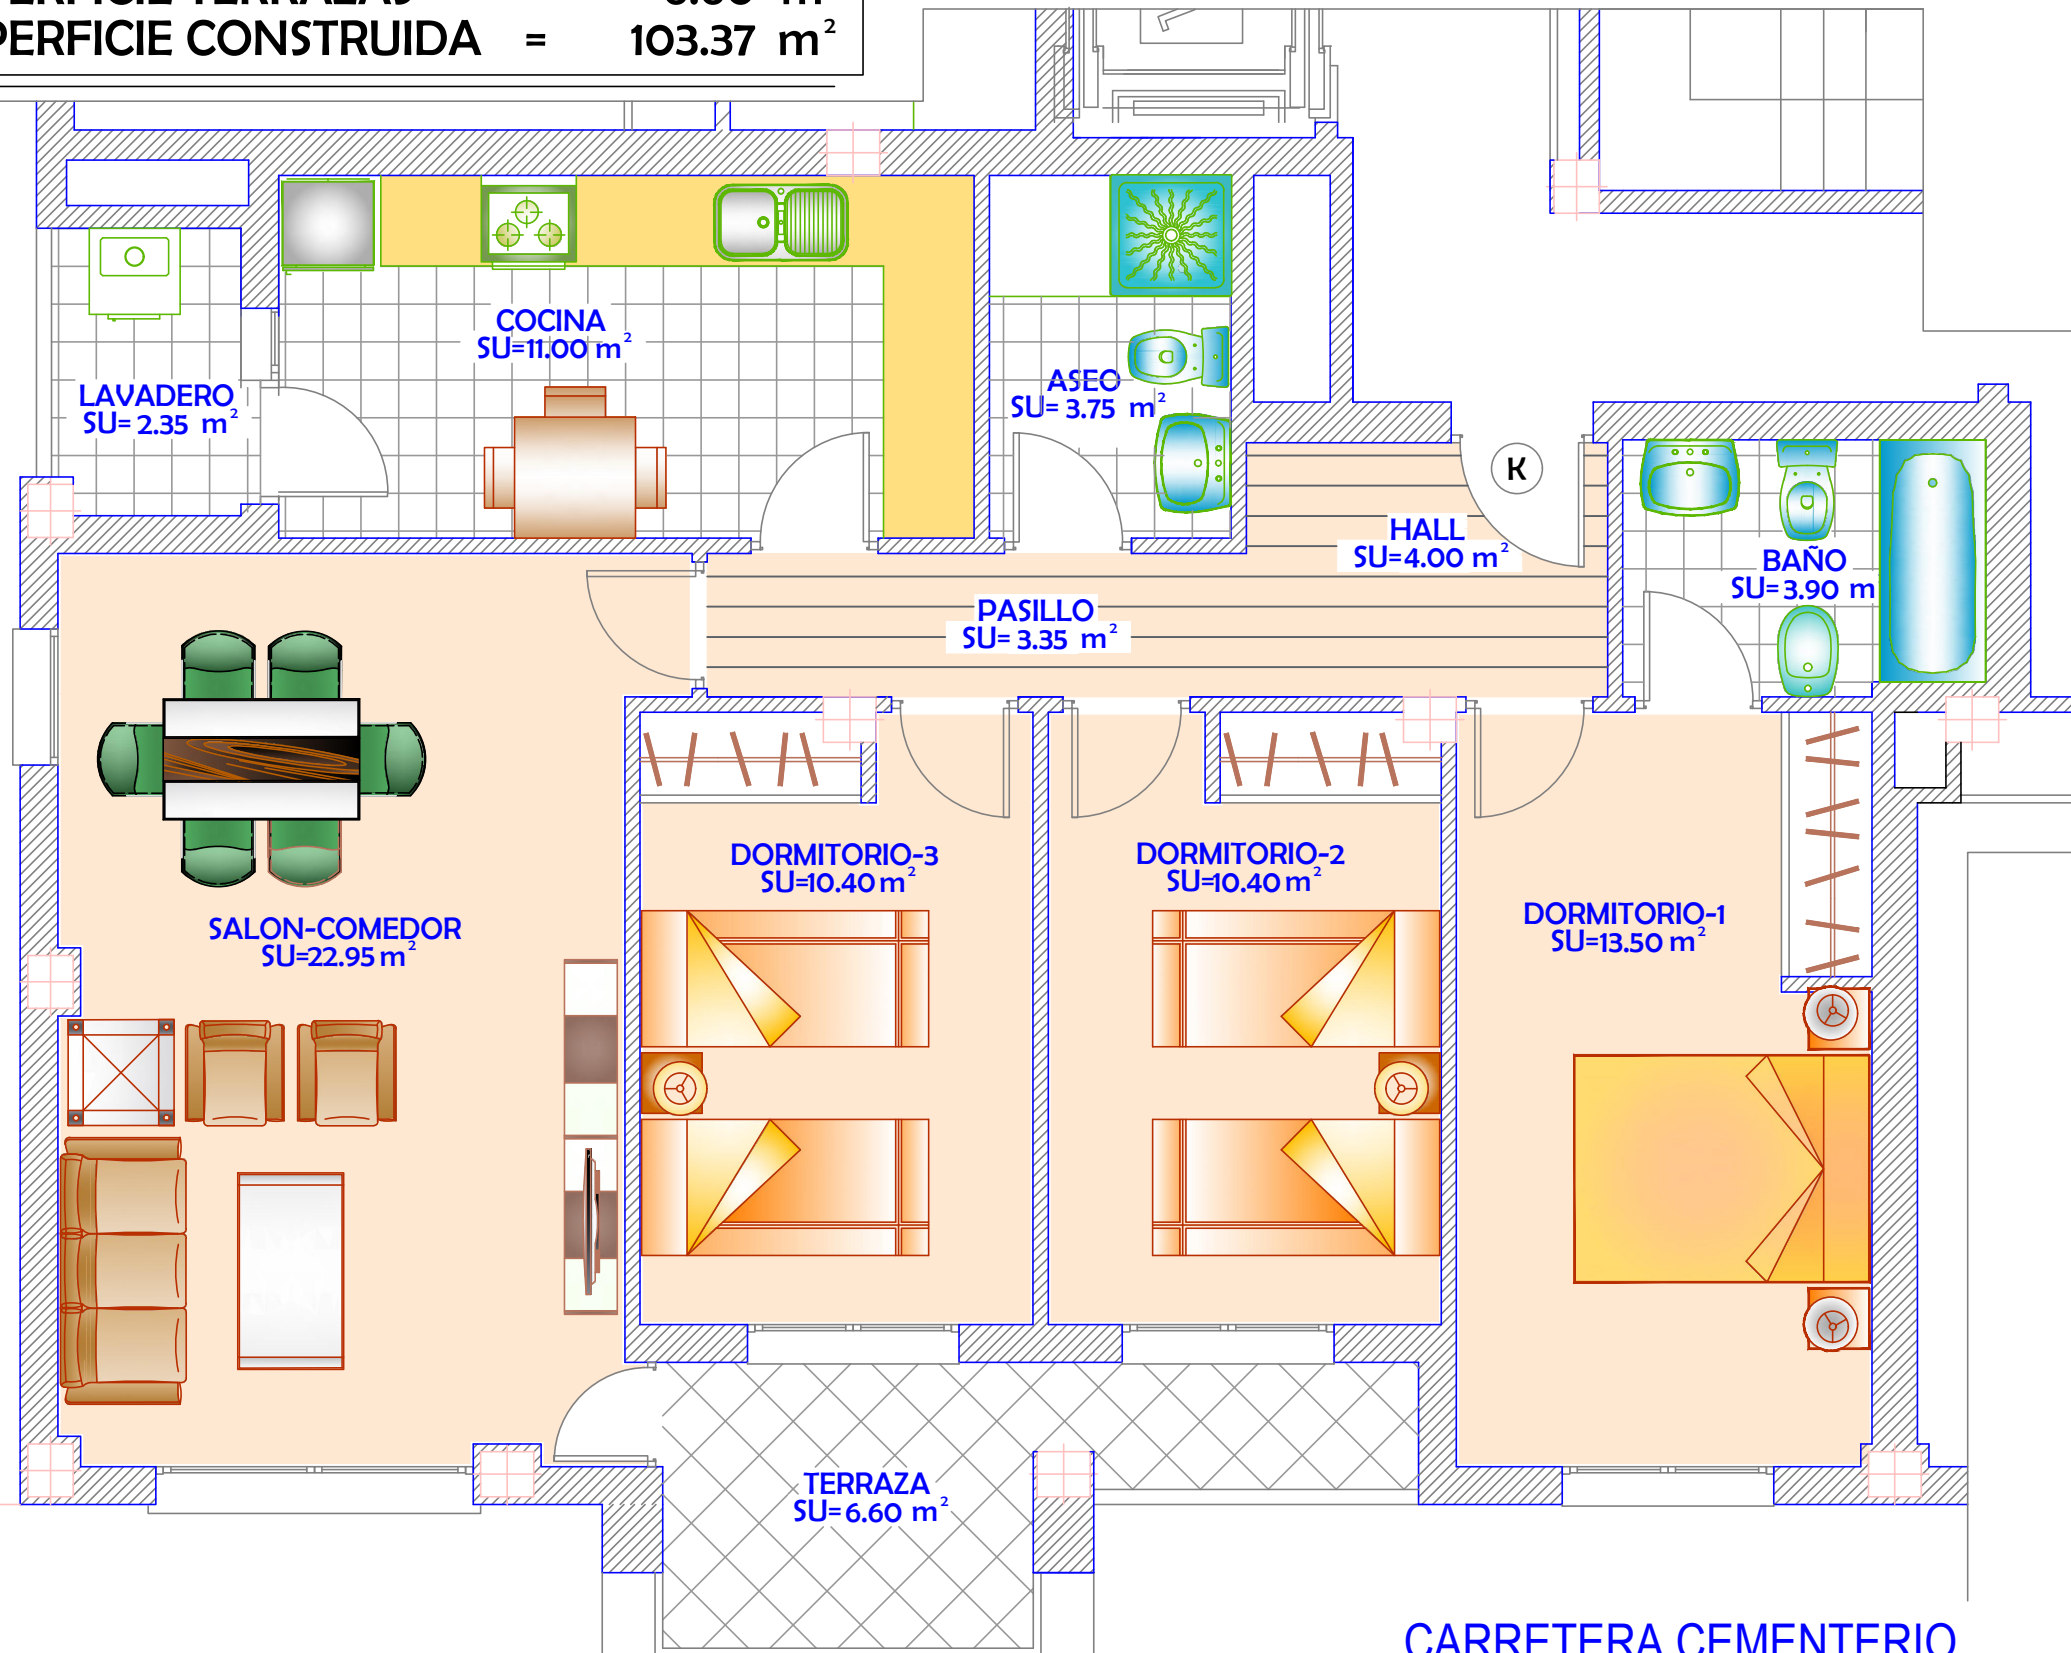 PERFICIE CONSTRUIDA = 103.37 m²
COCINA
SU=11.00 m²
LAVADERO
SU= 2.35 m²
ASEO
SU= 3.75 m²
K
HALL
SU=4.00 m²
BAÑO
SU=3.90 m
PASILLO
SU= 3.35 m²
DORMITORIO-3
SU=10.40 m²
DORMITORIO-2
SU=10.40 m²
DORMITORIO-1
SU=13.50 m²
SALON-COMEDOR
SU=22.95 m²
TERRAZA
SU=6.60 m²
CARRETERA CEMENTERIO